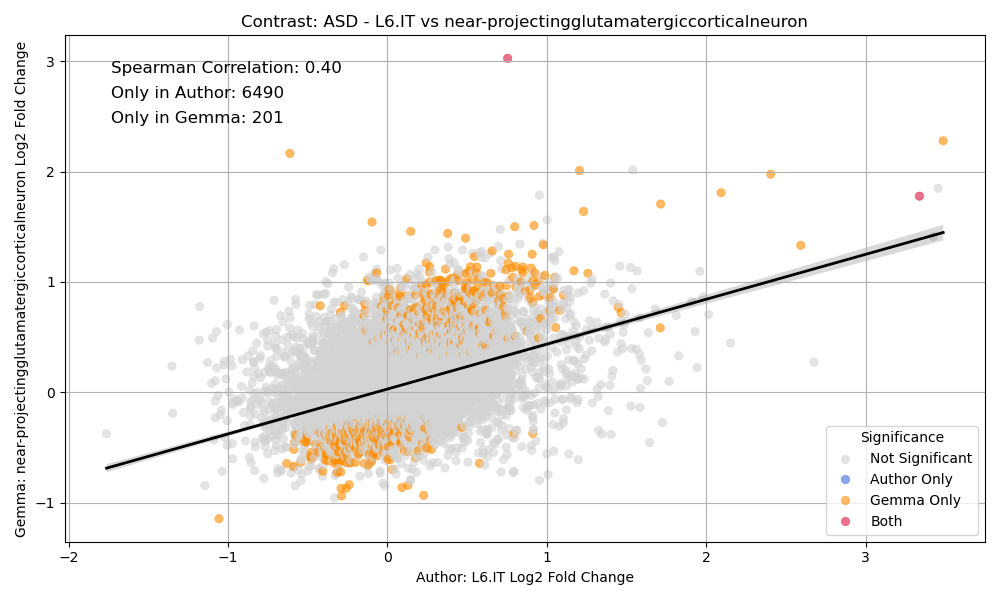 Contrast: ASD - L6.IT vs near-projectingglutamatergiccorticalneuron
Gemma: near-projectingglutamatergiccorticalneuron Log2 Fold Change
3
2
1
0
−1
Spearman Correlation: 0.40
Only in Author: 6490
Only in Gemma: 201
Significance
Not Significant
Author Only
Gemma Only
Both
−2
−1
0
1
2
3
Author: L6.IT Log2 Fold Change